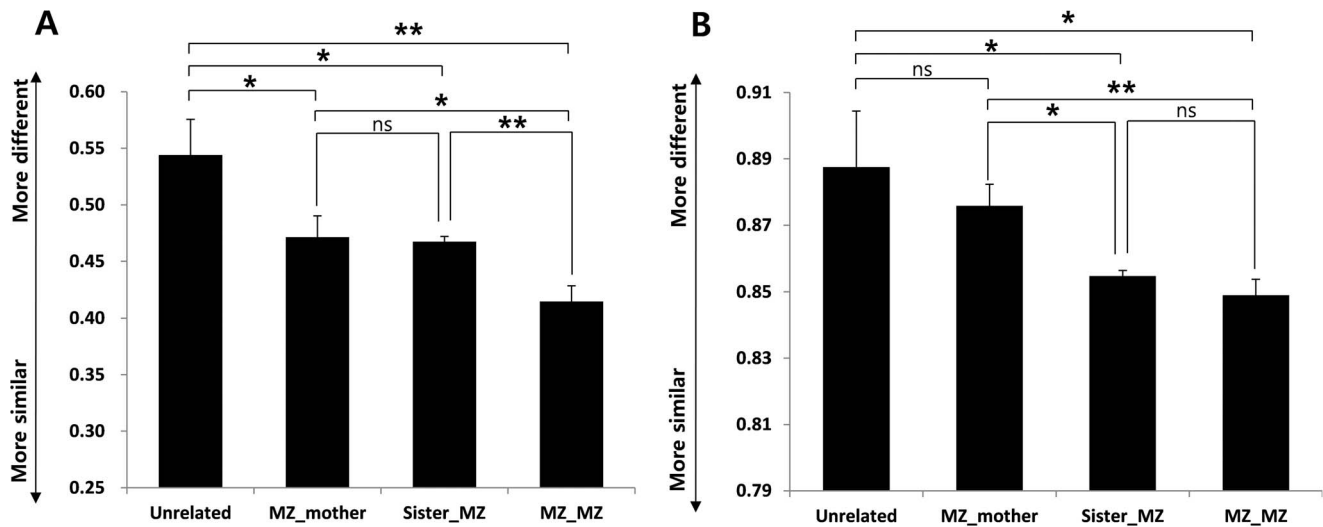 A
**
*
*
*
ns
**
More different
More similar
0.60
0.55
0.50
0.45
0.40
0.35
0.30
0.25
Unrelated MZ_mother Sister_MZ MZ_MZ
B
*
*
ns
**
*
ns
More different
More similar
0.91
0.89
0.87
0.85
0.83
0.81
0.79
Unrelated MZ_mother Sister_MZ MZ_MZ